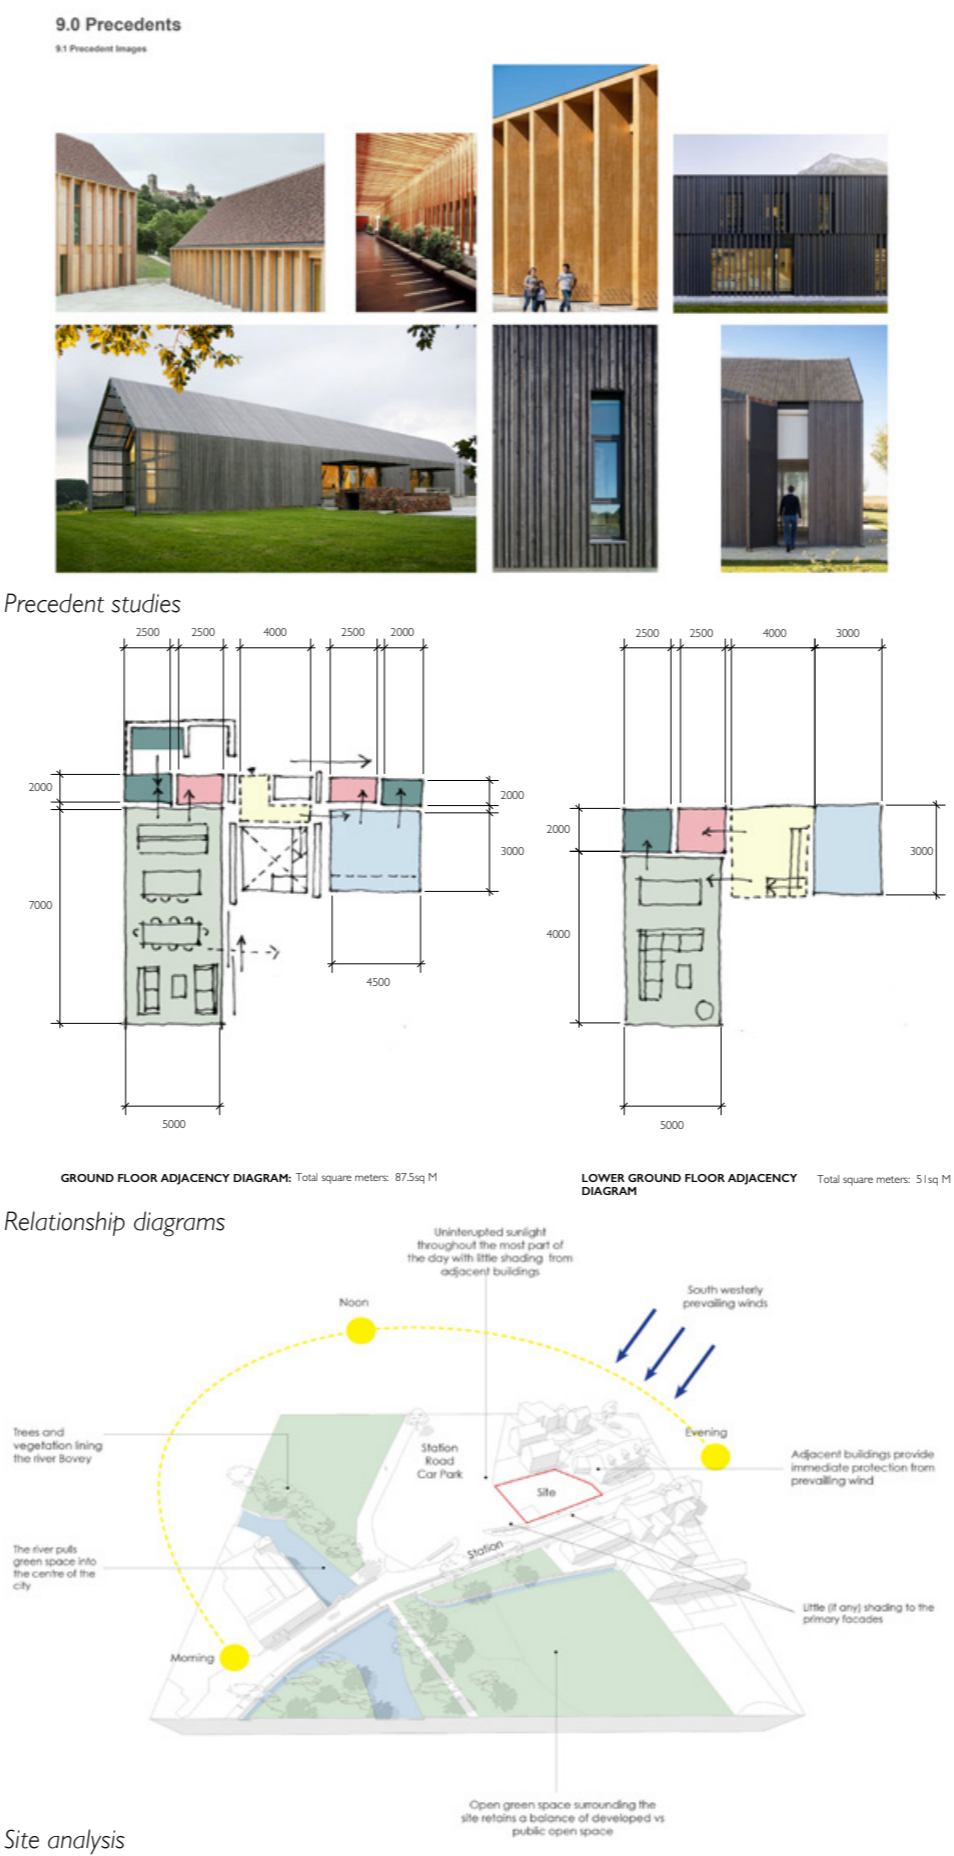 9.0 Precedents
9.1 Precedent Images
Precedent studies
2500 2500 4000 2500 2000
2500 2500 4000 3000
2000
2000
3000
7000
4500
5000
2000
3000
4000
5000
GROUND FLOOR ADJACENCY DIAGRAM: Total square meters: 87.5sq M
LOWER GROUND FLOOR ADJACENCY
DIAGRAM
Total square meters: 51sq M
Relationship diagrams
Uninterupted sunlight
throughout the most part of
the day with little shading from
adjacent buildings
South westerly
prevailing winds
Noon
Evening
Trees and
vegetation lining
the river Bovey
Station
Road
Car Park
Adjacent buildings provide
immediate protection from
prevailing wind
Site
Station
The river pulls
green space into
the centre of the
city
Little (if any) shading to the
primary facades
Morning
Open green space surrounding the
site retains a balance of developed vs
public open space
Site analysis